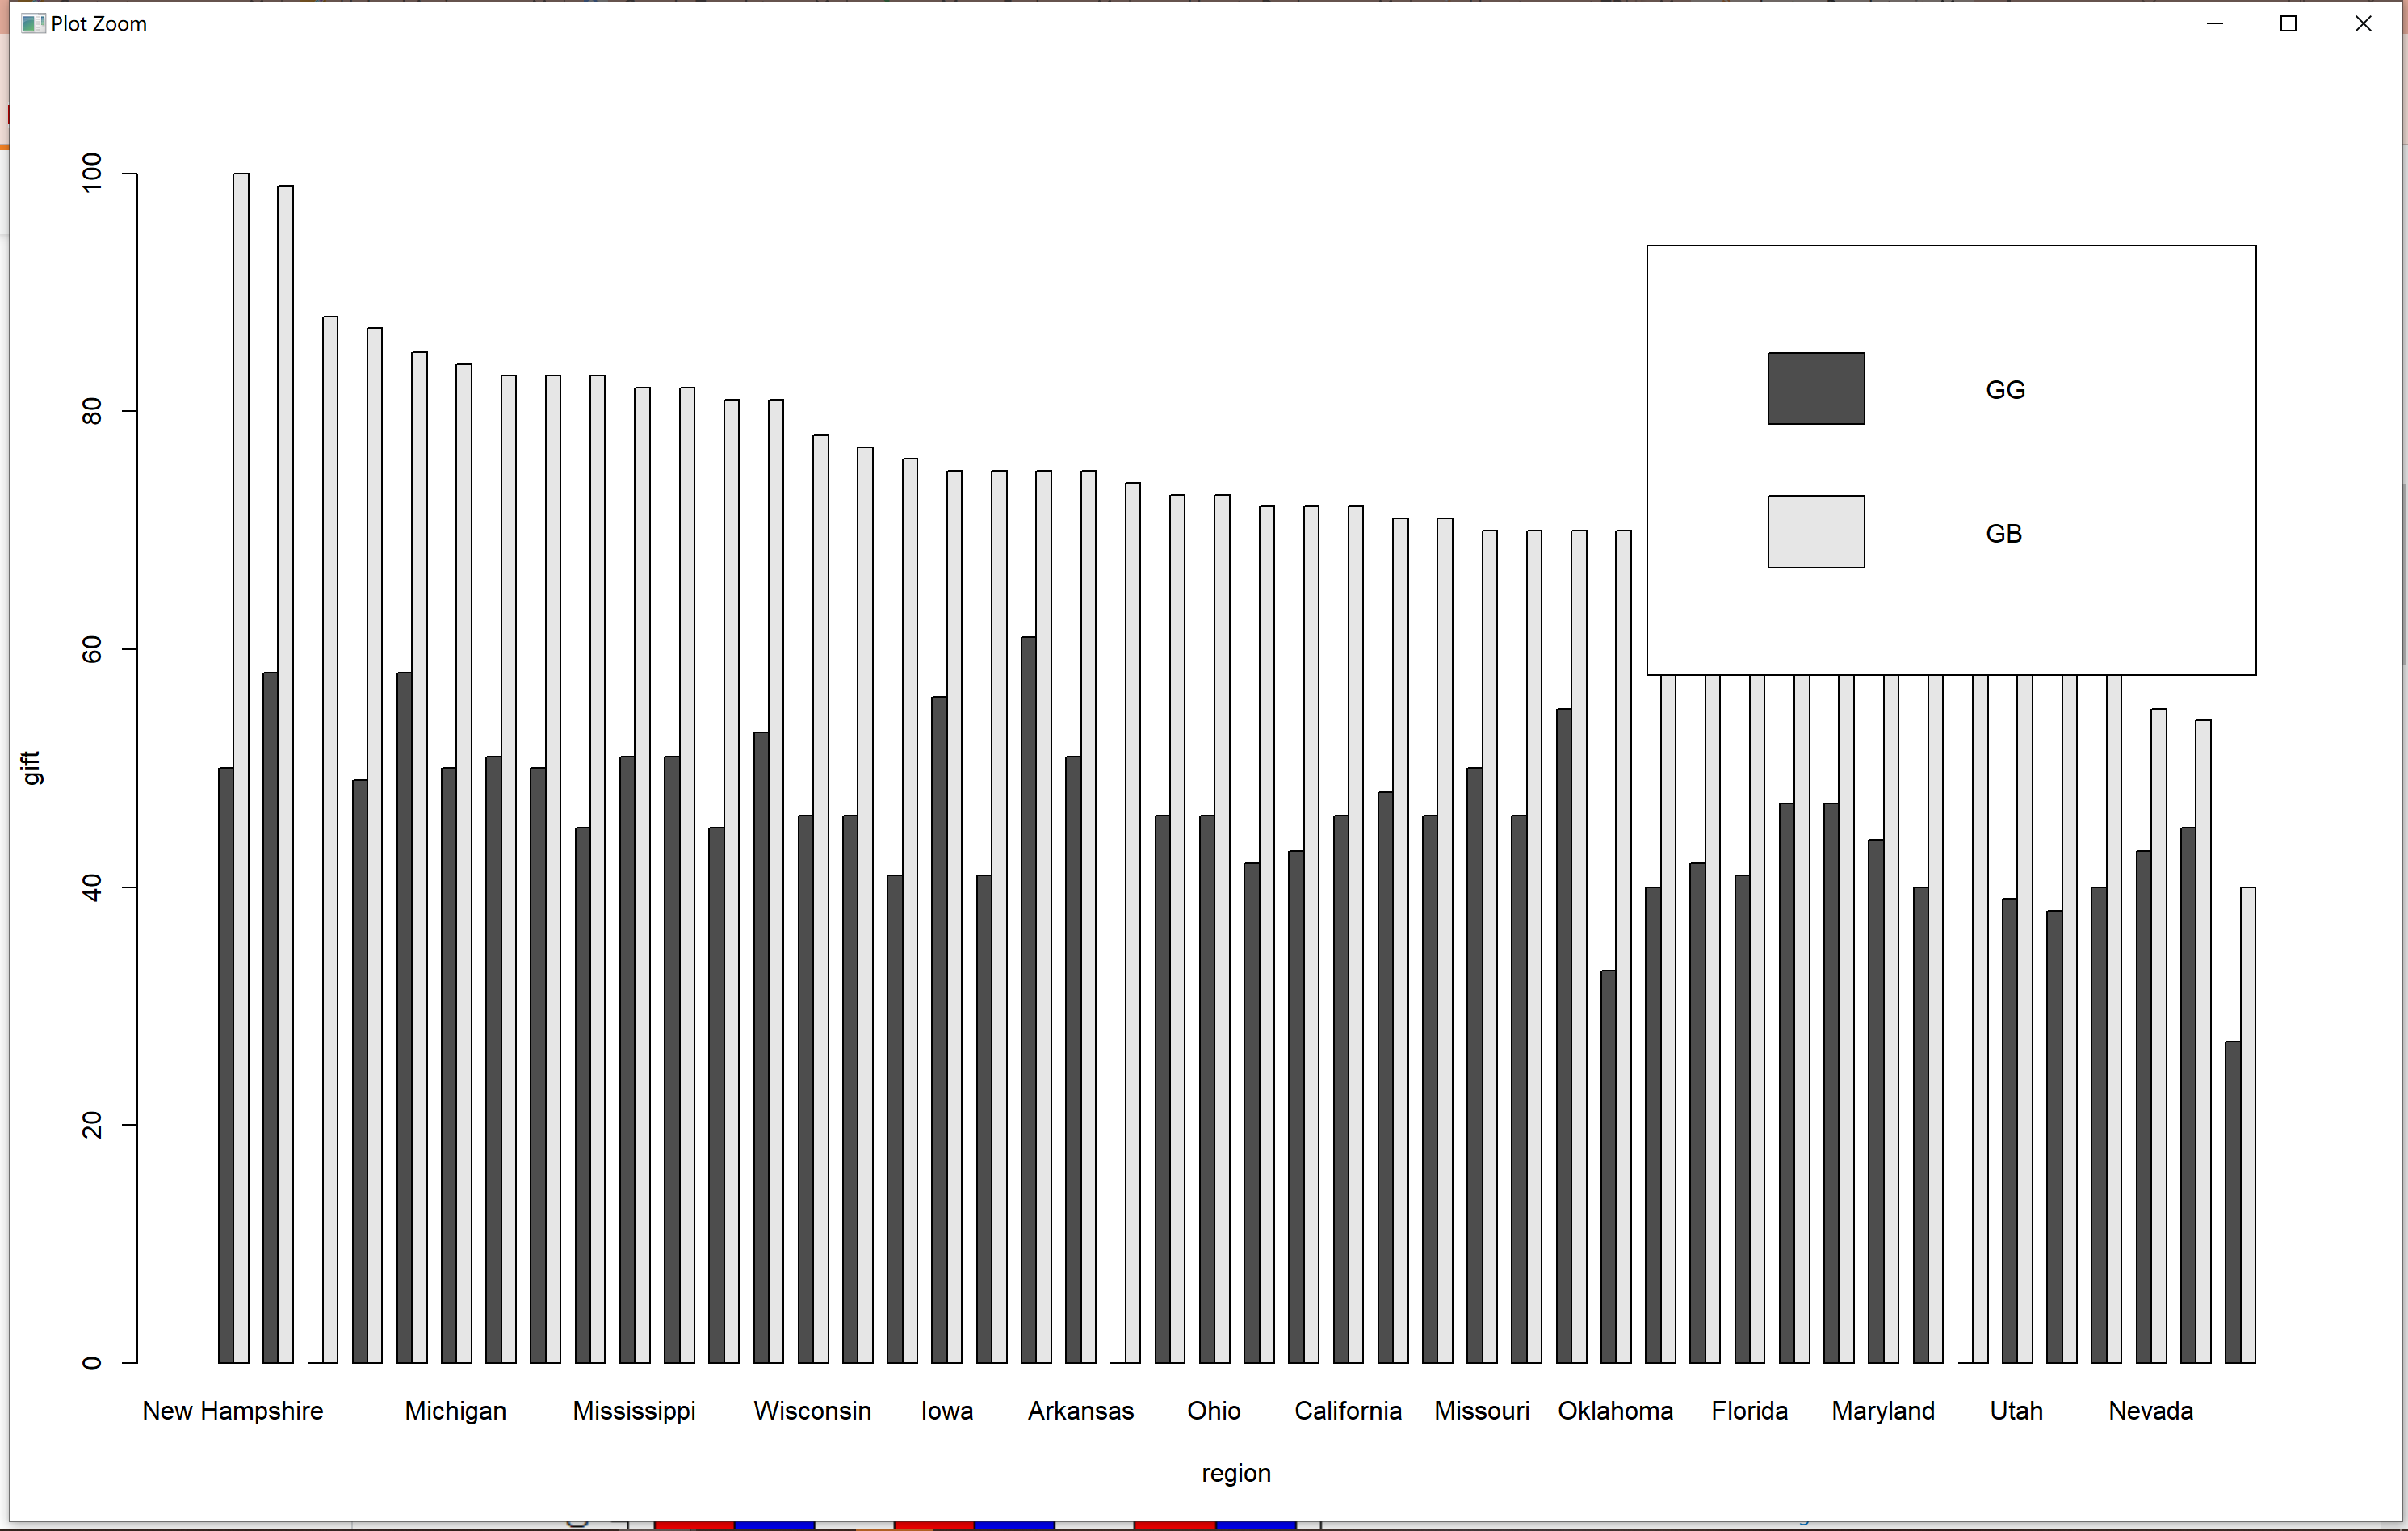 Plot Zoom
100
80
60
40
20
0
gift
GG
GB
New Hampshire Michigan Mississippi Wisconsin Iowa Arkansas Ohio California Missouri Oklahoma Florida Maryland Utah Nevada
region